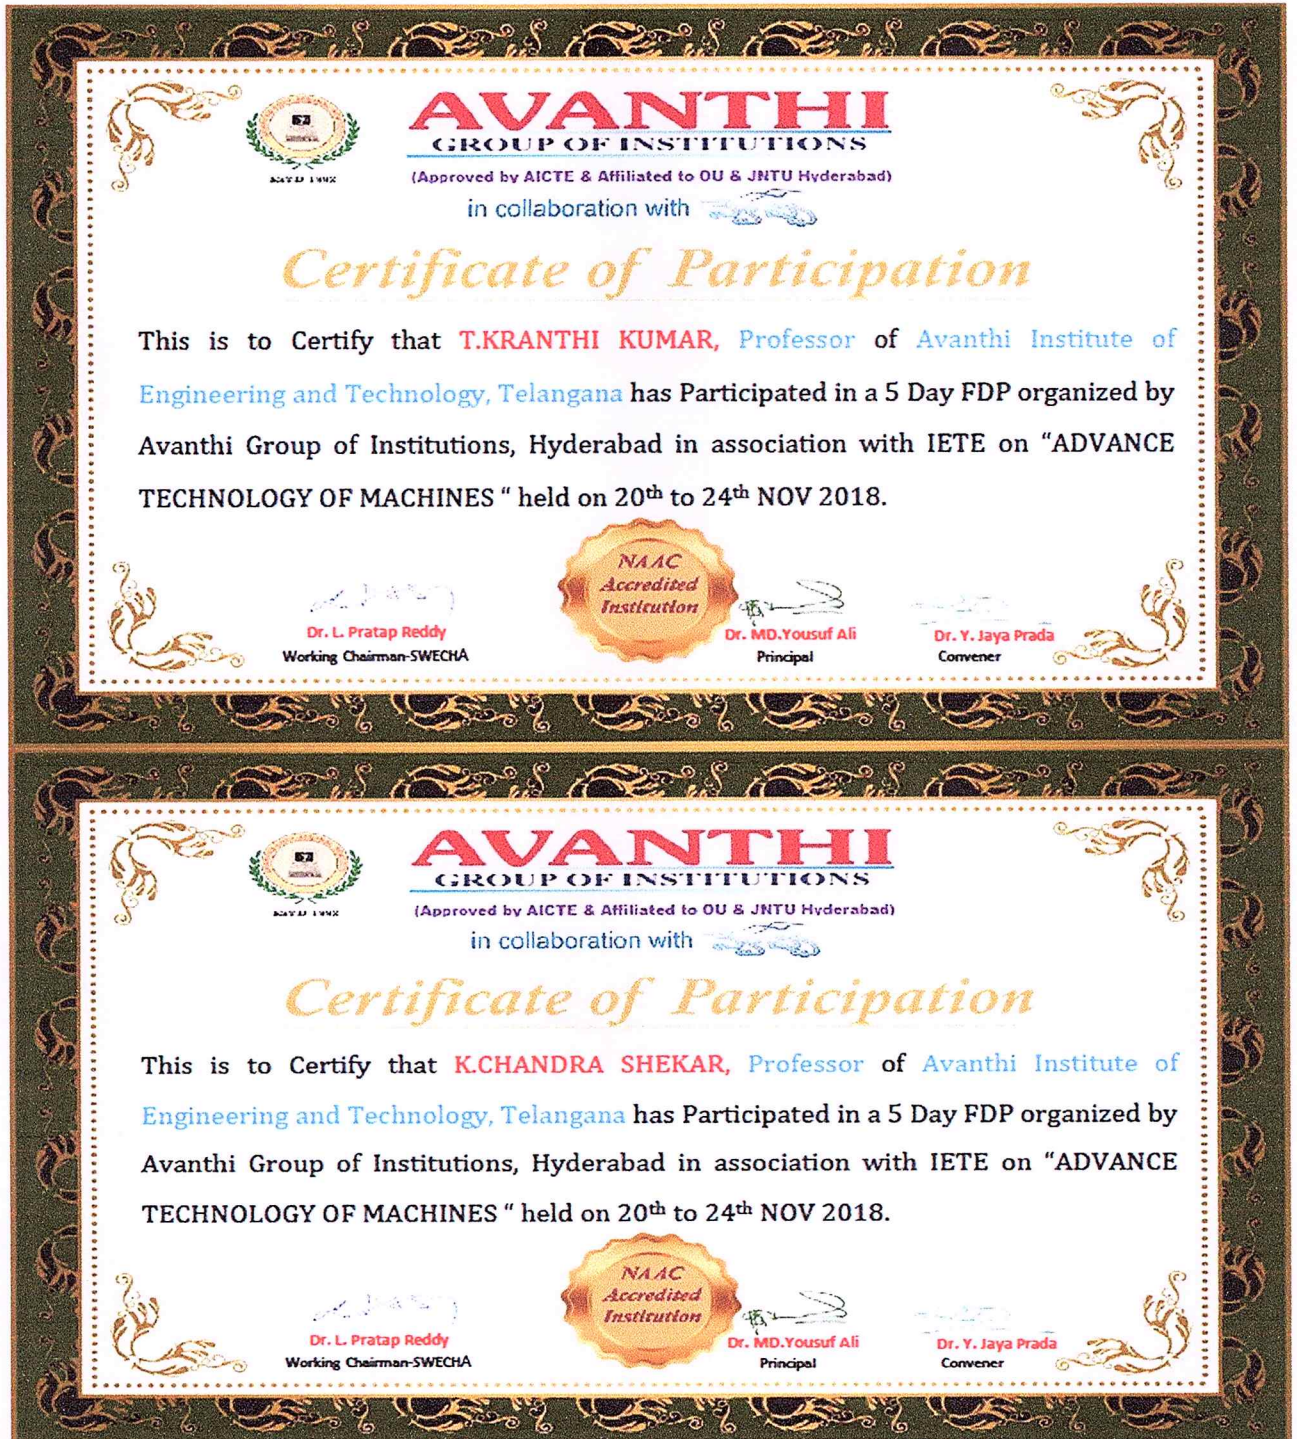 AVANTHI
GROUP OF INSTITUTIONS
ESTD 1992
(Approved by AICTE & Affiliated to OU & JNTU Hyderabad)
in collaboration with
Certificate of Participation
This is to Certify that T.KRANTHI KUMAR, Professor of Avanthi Institute of
Engineering and Technology, Telangana has Participated in a 5 Day FDP organized by
Avanthi Group of Institutions, Hyderabad in association with IETE on “ADVANCE
TECHNOLOGY OF MACHINES “ held on 20th to 24th NOV 2018.
NAAC
Accredited
Institution
Dr. L. Pratap Reddy
Working Chairman-SWECHA
Dr. MD.Yousuf Ali
Principal
Dr. Y. Jaya Prada
Convener
AVANTHI
GROUP OF INSTITUTIONS
ESTD 1992
(Approved by AICTE & Affiliated to OU & JNTU Hyderabad)
in collaboration with
Certificate of Participation
This is to Certify that K.CHANDRA SHEKAR, Professor of Avanthi Institute of
Engineering and Technology, Telangana has Participated in a 5 Day FDP organized by
Avanthi Group of Institutions, Hyderabad in association with IETE on “ADVANCE
TECHNOLOGY OF MACHINES “ held on 20th to 24th NOV 2018.
NAAC
Accredited
Institution
Dr. L. Pratap Reddy
Working Chairman-SWECHA
Dr. MD.Yousuf Ali
Principal
Dr. Y. Jaya Prada
Convener